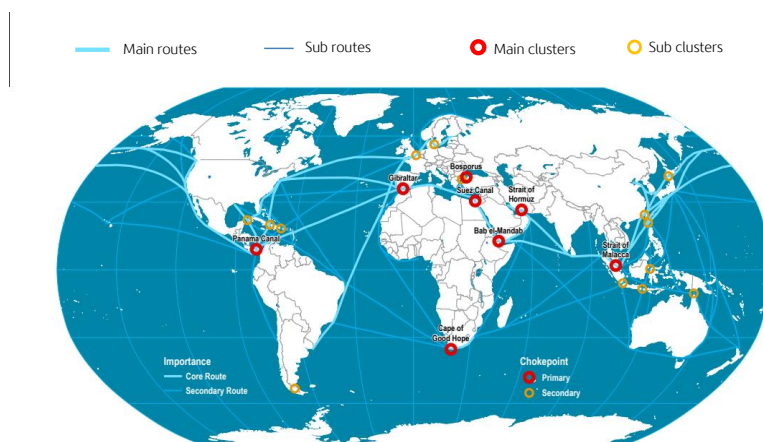 Main routes
Sub routes
Main clusters
Sub clusters
Bosporus
Gibraltar
Suez Canal
Strait of
Hormuz
Bab el-Mandab
Panama Canal
Strait of
Malacca
Cape of
Good Hope
Importance
Core Route
Secondary Route
Chokepoint
Primary
Secondary